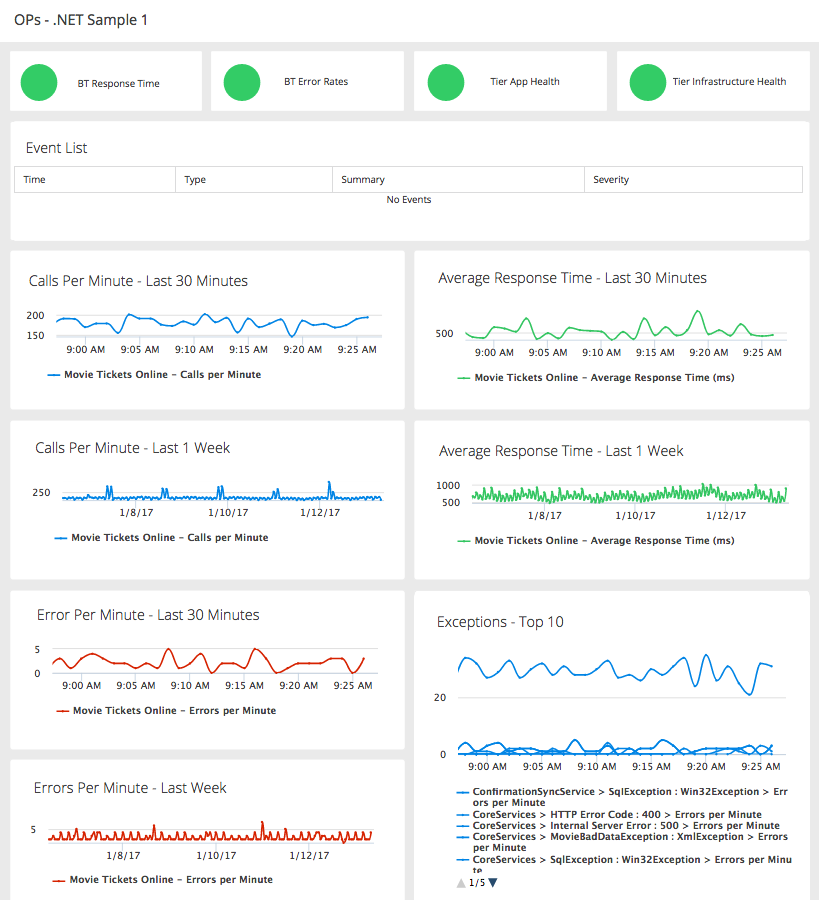 OPs - .NET Sample 1
BT Response Time
BT Error Rates
Tier App Health
Tier Infrastructure Health
Event List
Time Type Summary Severity
No Events
Calls Per Minute - Last 30 Minutes
200
150
9:00 AM 9:05 AM 9:10 AM 9:15 AM 9:20 AM 9:25 AM
Movie Tickets Online – Calls per Minute
Average Response Time - Last 30 Minutes
500
9:00 AM 9:05 AM 9:10 AM 9:15 AM 9:20 AM 9:25 AM
Movie Tickets Online – Average Response Time (ms)
Calls Per Minute - Last 1 Week
250
1/8/17 1/10/17 1/12/17
Movie Tickets Online – Calls per Minute
Average Response Time - Last 1 Week
1000
500
1/8/17 1/10/17 1/12/17
Movie Tickets Online – Average Response Time (ms)
Error Per Minute - Last 30 Minutes
5
0
9:00 AM 9:05 AM 9:10 AM 9:15 AM 9:20 AM 9:25 AM
Movie Tickets Online – Errors per Minute
Exceptions - Top 10
20
0
9:00 AM 9:05 AM 9:10 AM 9:15 AM 9:20 AM 9:25 AM
ConfirmationSyncService > SqlException : Win32Exception > Err
ors per Minute
CoreServices > HTTP Error Code : 400 > Errors per Minute
CoreServices > Internal Server Error : 500 > Errors per Minute
CoreServices > MovieBadDataException : XmlException > Errors
per Minute
CoreServices > SqlException : Win32Exception > Errors per Minu
te
1/5
Errors Per Minute - Last Week
5
1/8/17 1/10/17 1/12/17
Movie Tickets Online – Errors per Minute